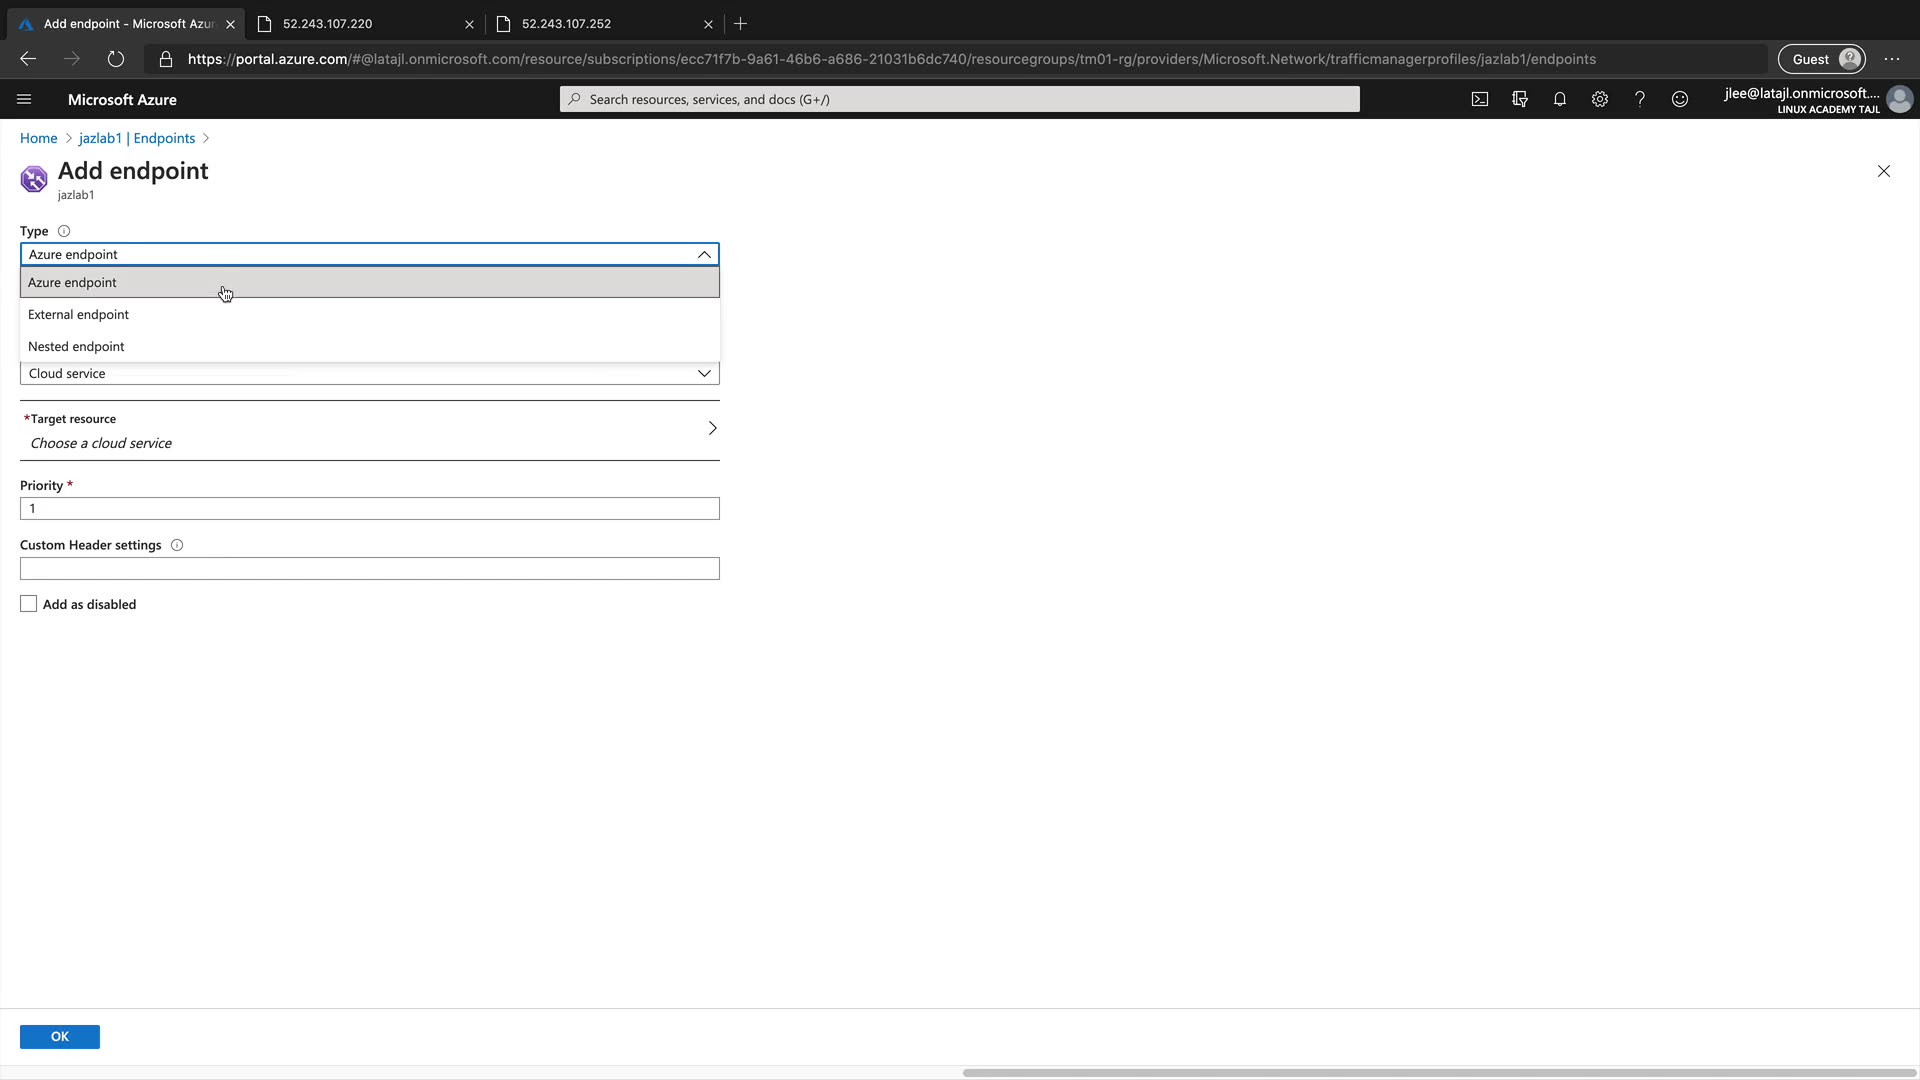 Add endpoint - Microsoft Azur
52.243.107.220
52.243.107.252
https://portal.azure.com/#@latajl.onmicrosoft.com/resource/subscriptions/ecc71f7b-9a61-46b6-a686-21031b6dc740/resourcegroups/tm01-rg/providers/Microsoft.Network/trafficmanagerprofiles/jazlab1/endpoints
Guest
Microsoft Azure
Search resources, services, and docs (G+/)
jlee@latajl.onmicrosoft....
LINUX ACADEMY TAJL
Home > jazlab1 | Endpoints >
Add endpoint
jazlab1
Type
Azure endpoint
Azure endpoint
External endpoint
Nested endpoint
Cloud service
*Target resource
Choose a cloud service
Priority *
1
Custom Header settings
Add as disabled
OK